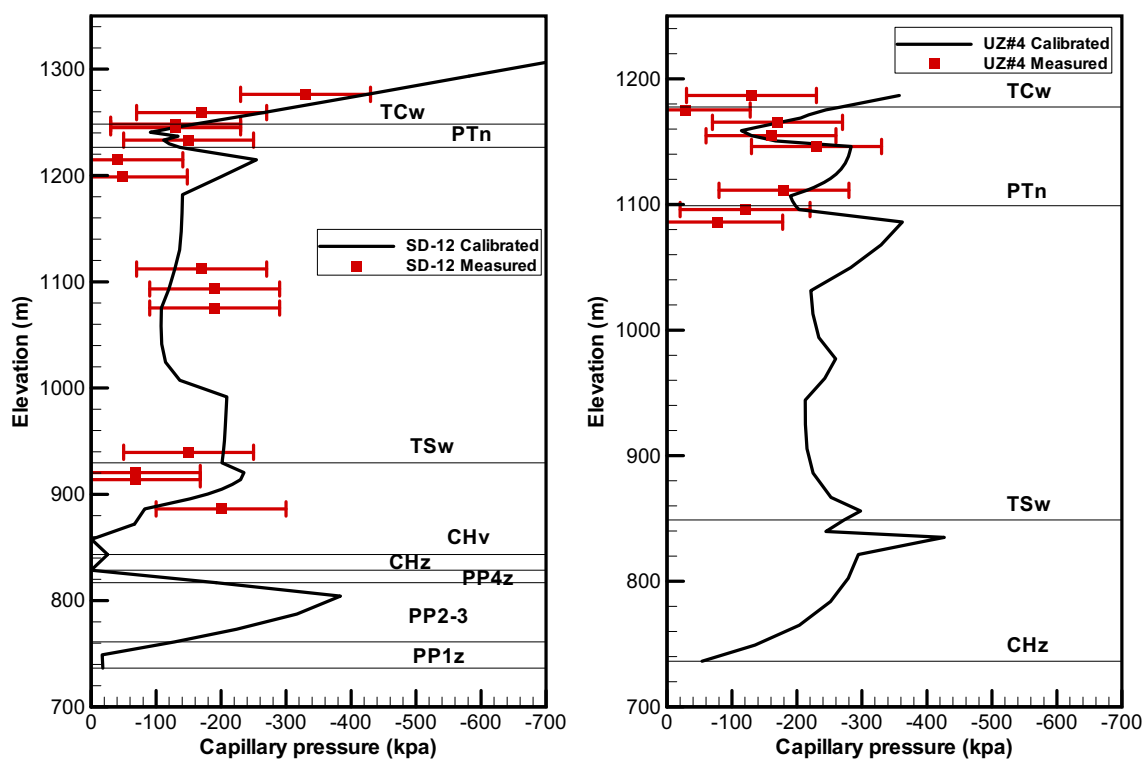 1300
1200
1100
1000
900
800
700
Elevation (m)
TCw
PTn
SD-12 Calibrated
SD-12 Measured
TSw
CHv
CHz
PP4z
PP2-3
PP1z
0 -100 -200 -300 -400 -500 -600 -700
Capillary pressure (kpa)
1200
1100
1000
900
800
700
Elevation (m)
UZ#4 Calibrated
UZ#4 Measured
TCw
PTn
TSw
CHz
0 -100 -200 -300 -400 -500 -600 -700
Capillary pressure (kpa)